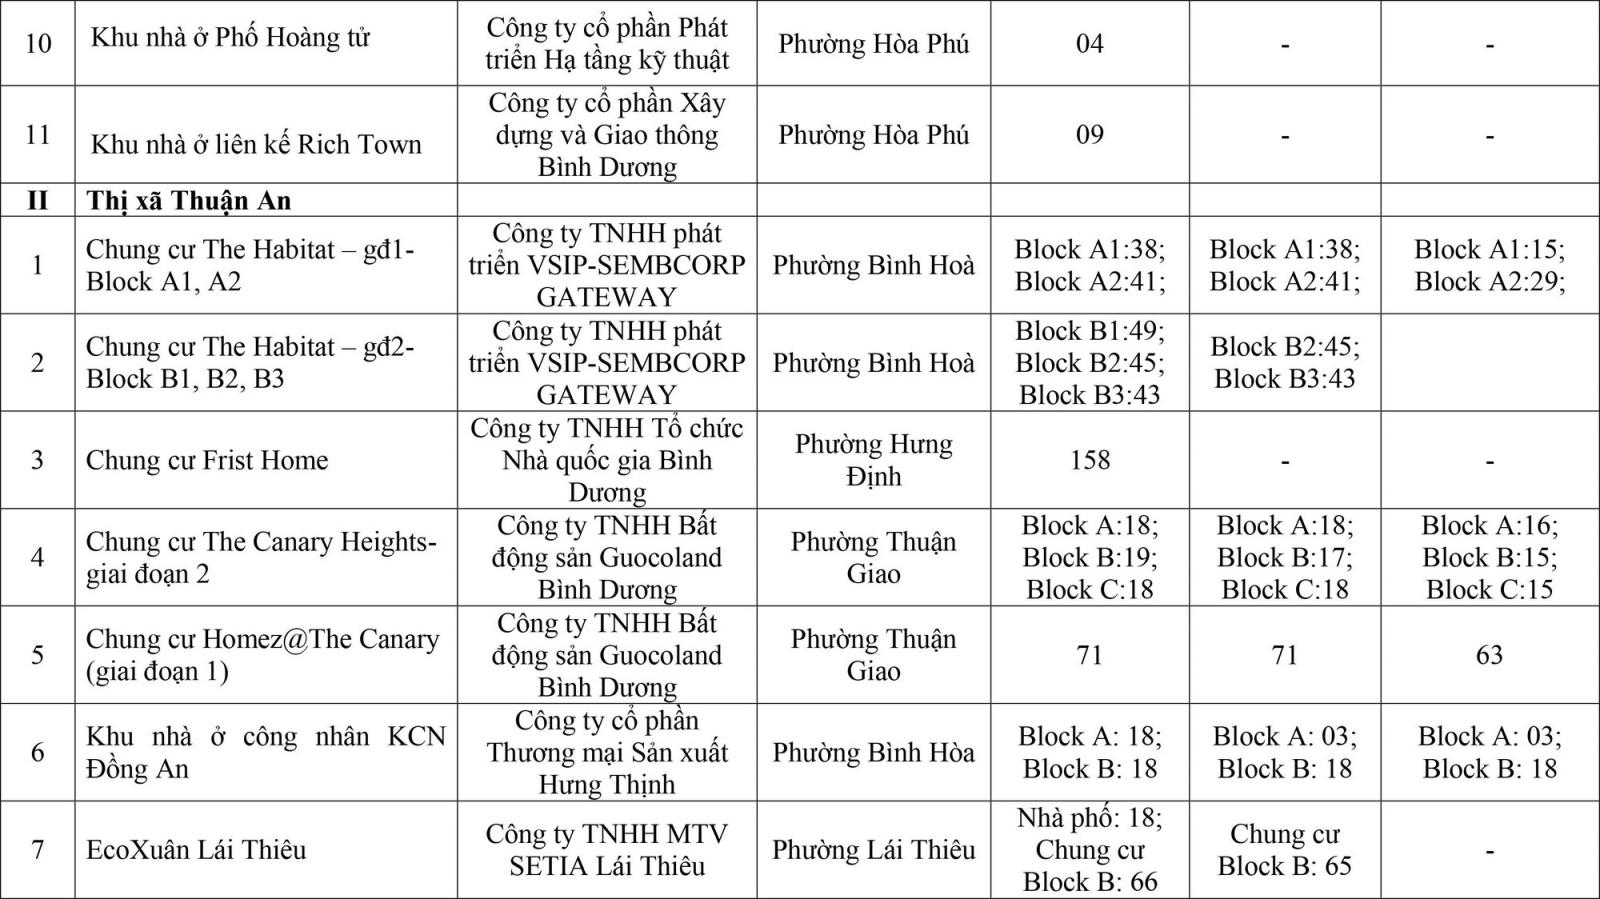 10
Khu nhà ở Phố Hoàng tử
Công ty cổ phần Phát
triển Hạ tầng kỹ thuật
Phường Hòa Phú
04
-
-
11
Khu nhà ở liên kế Rich Town
Công ty cổ phần Xây
dựng và Giao thông
Bình Dương
Phường Hòa Phú
09
-
-
II
Thị xã Thuận An
1
Chung cư The Habitat – gđ1-
Block A1, A2
Công ty TNHH phát
triển VSIP-SEMBCORP
GATEWAY
Phường Bình Hoà
Block A1:38;
Block A2:41;
Block A1:38;
Block A2:41;
Block A1:15;
Block A2:29;
2
Chung cư The Habitat – gđ2-
Block B1, B2, B3
Công ty TNHH phát
triển VSIP-SEMBCORP
GATEWAY
Phường Bình Hoà
Block B1:49;
Block B2:45;
Block B3:43
Block B2:45;
Block B3:43
3
Chung cư Frist Home
Công ty TNHH Tổ chức
Nhà quốc gia Bình
Dương
Phường Hưng
Định
158
-
-
4
Chung cư The Canary Heights-
giai đoạn 2
Công ty TNHH Bất
động sản Guocoland
Bình Dương
Phường Thuận
Giao
Block A:18;
Block B:19;
Block C:18
Block A:18;
Block B:17;
Block C:18
Block A:16;
Block B:15;
Block C:15
5
Chung cư Homez@The Canary
(giai đoạn 1)
Công ty TNHH Bất
động sản Guocoland
Bình Dương
Phường Thuận
Giao
71
71
63
6
Khu nhà ở công nhân KCN
Đồng An
Công ty cổ phần
Thương mại Sản xuất
Hưng Thịnh
Phường Bình Hòa
Block A: 18;
Block B: 18
Block A: 03;
Block B: 18
Block A: 03;
Block B: 18
7
EcoXuân Lái Thiêu
Công ty TNHH MTV
SETIA Lái Thiêu
Phường Lái Thiêu
Nhà phố: 18;
Chung cư
Block B: 66
Chung cư
Block B: 65
-